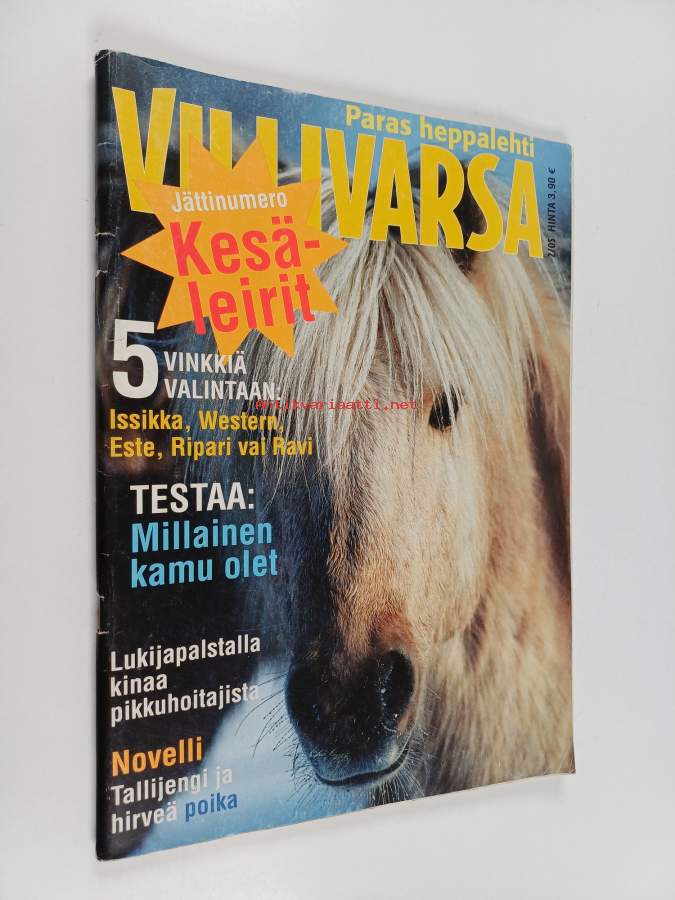 Paras heppalehti
VILLIVARSA
2/05 HINTA 3.90 €
Jättinumero
Kesä-
leirit
5 VINKKIÄ
VALINTAAN:
Issikka, Western,
Este, Ripari vai Ravi
Antikvariaatti.net
TESTAA:
Millainen
kamu olet
Lukijapalstalla
kinaa
pikkuhoitajista
Novelli
Tallijengi ja
hirveä poika